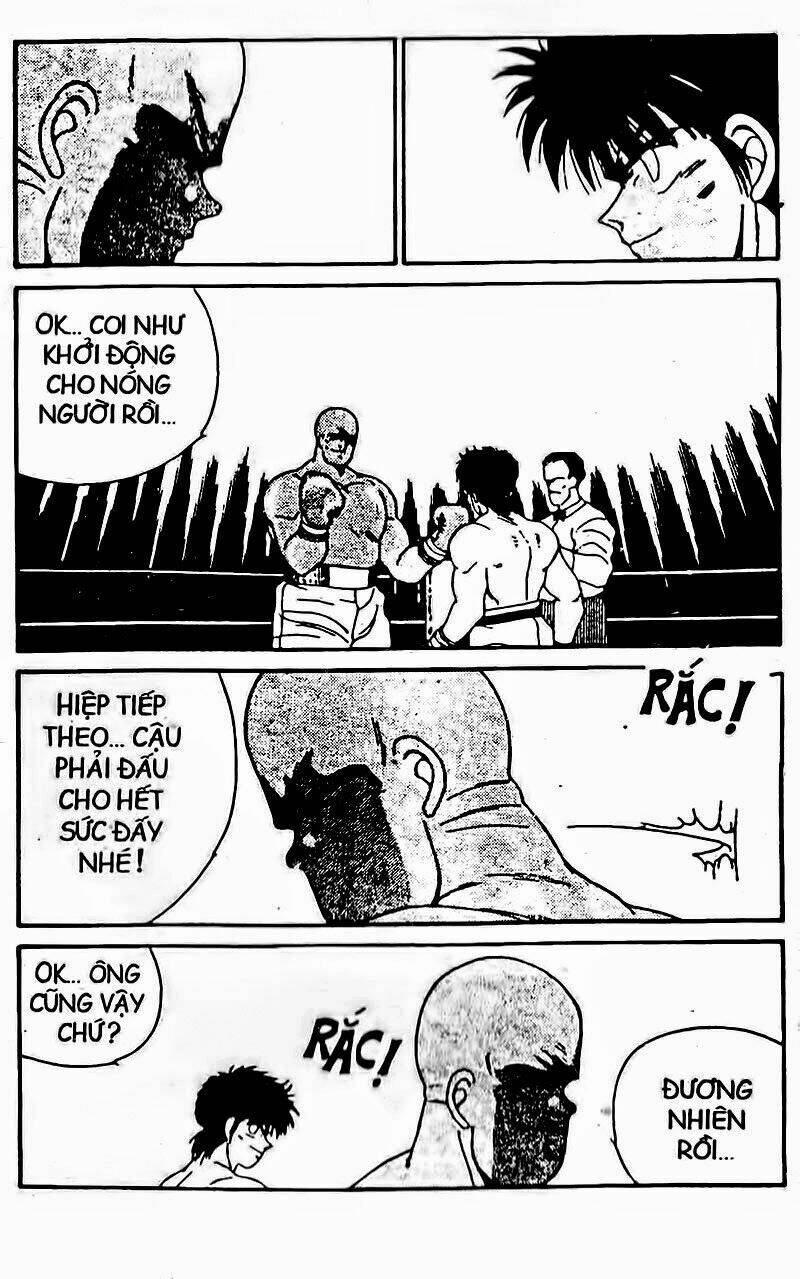 OK... COI NHƯ
KHỞI ĐỘNG
CHO NÓNG
NGƯỜI RỒI...
HIỆP TIẾP
THEO... CẬU
PHẢI ĐẤU
CHO HẾT
SỨC ĐẤY
NHÉ!
RẮC!
OK... ÔNG
CŨNG VẬY
CHỨ?
RẮC!
ĐƯƠNG
NHIÊN
RỒI...